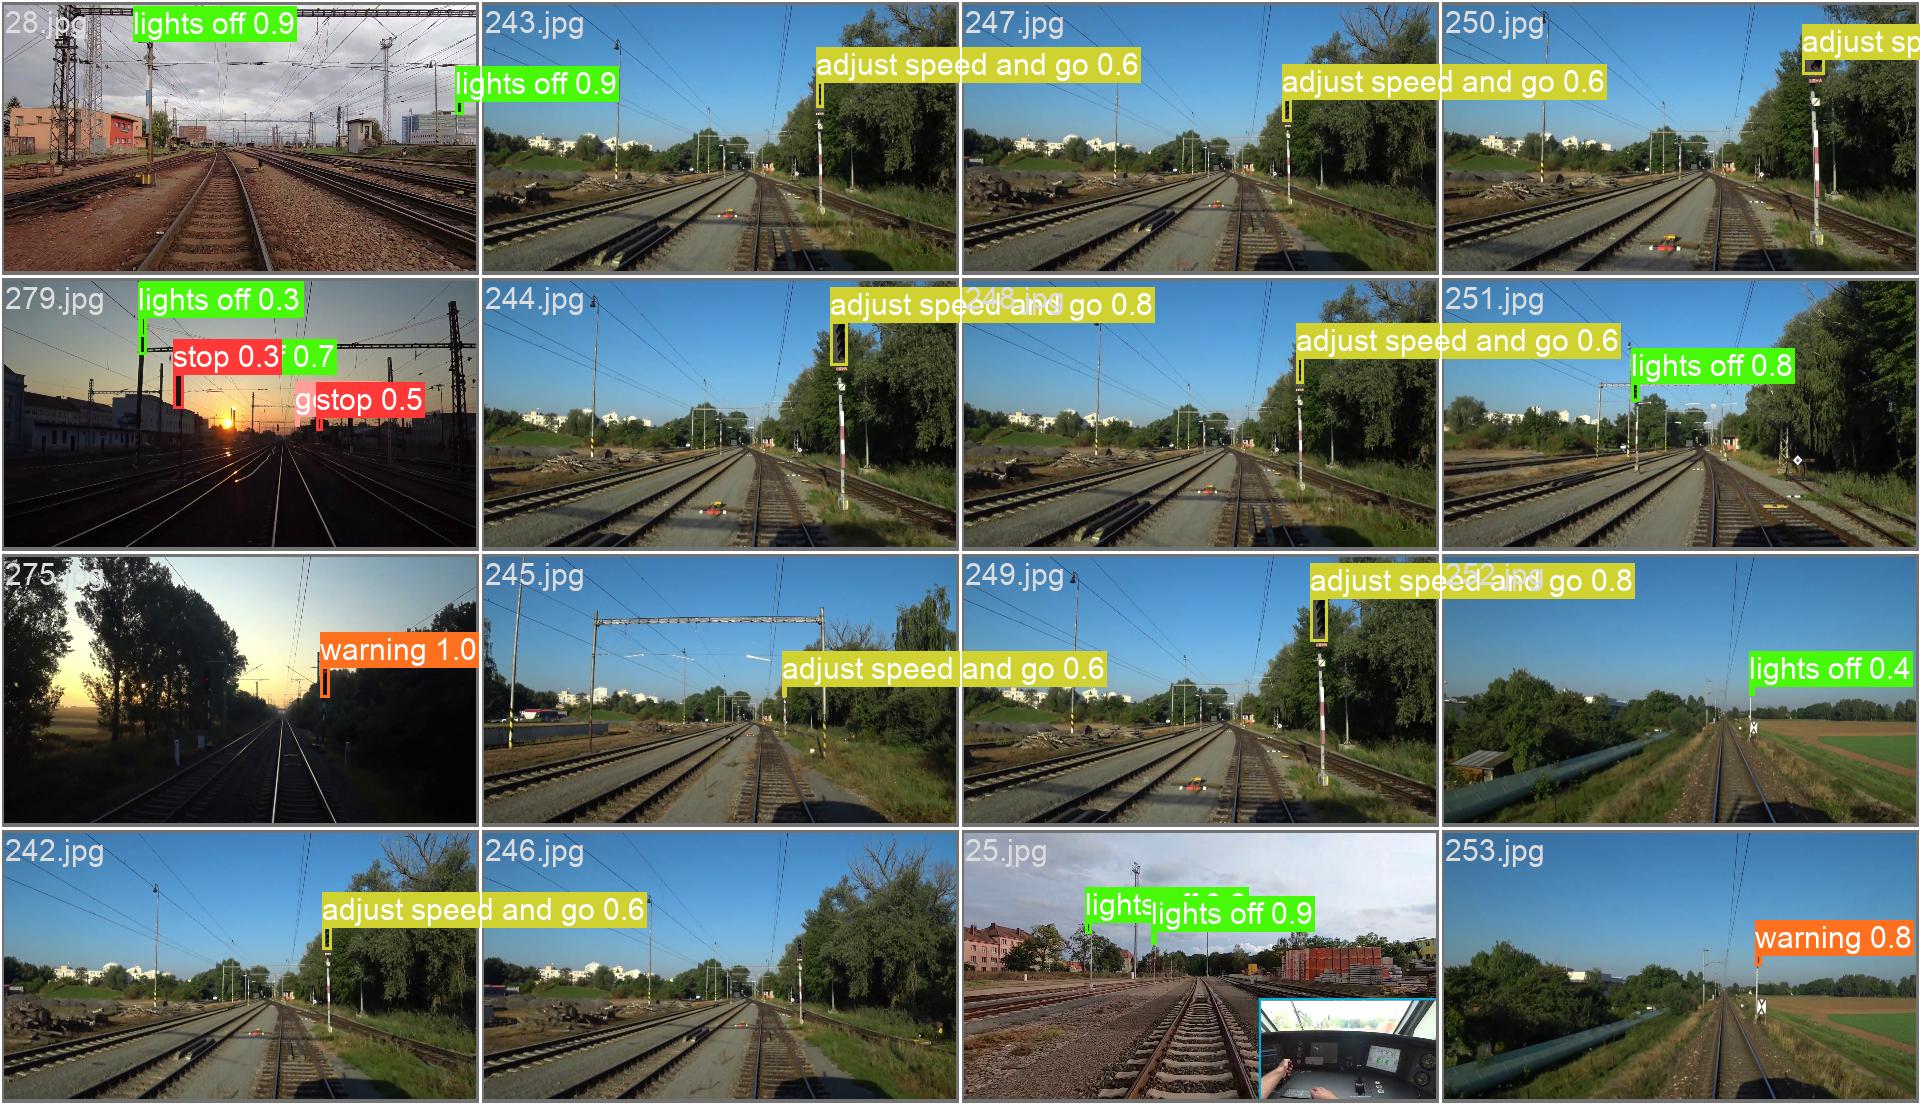 28.jpg
lights off 0.9
lights off 0.9
243.jpg
adjust speed and go 0.6
247.jpg
adjust speed and go 0.6
250.jpg
adjust sp
279.jpg
lights off 0.3
stop 0.3
0.7
stop 0.5
244.jpg
adjust speed and go 0.8
248.jpg
adjust speed and go 0.6
251.jpg
lights off 0.8
275.jpg
warning 1.0
245.jpg
adjust speed and go 0.6
249.jpg
adjust speed and go 0.8
252.jpg
lights off 0.4
242.jpg
adjust speed and go 0.6
246.jpg
25.jpg
lights
lights off 0.9
253.jpg
warning 0.8